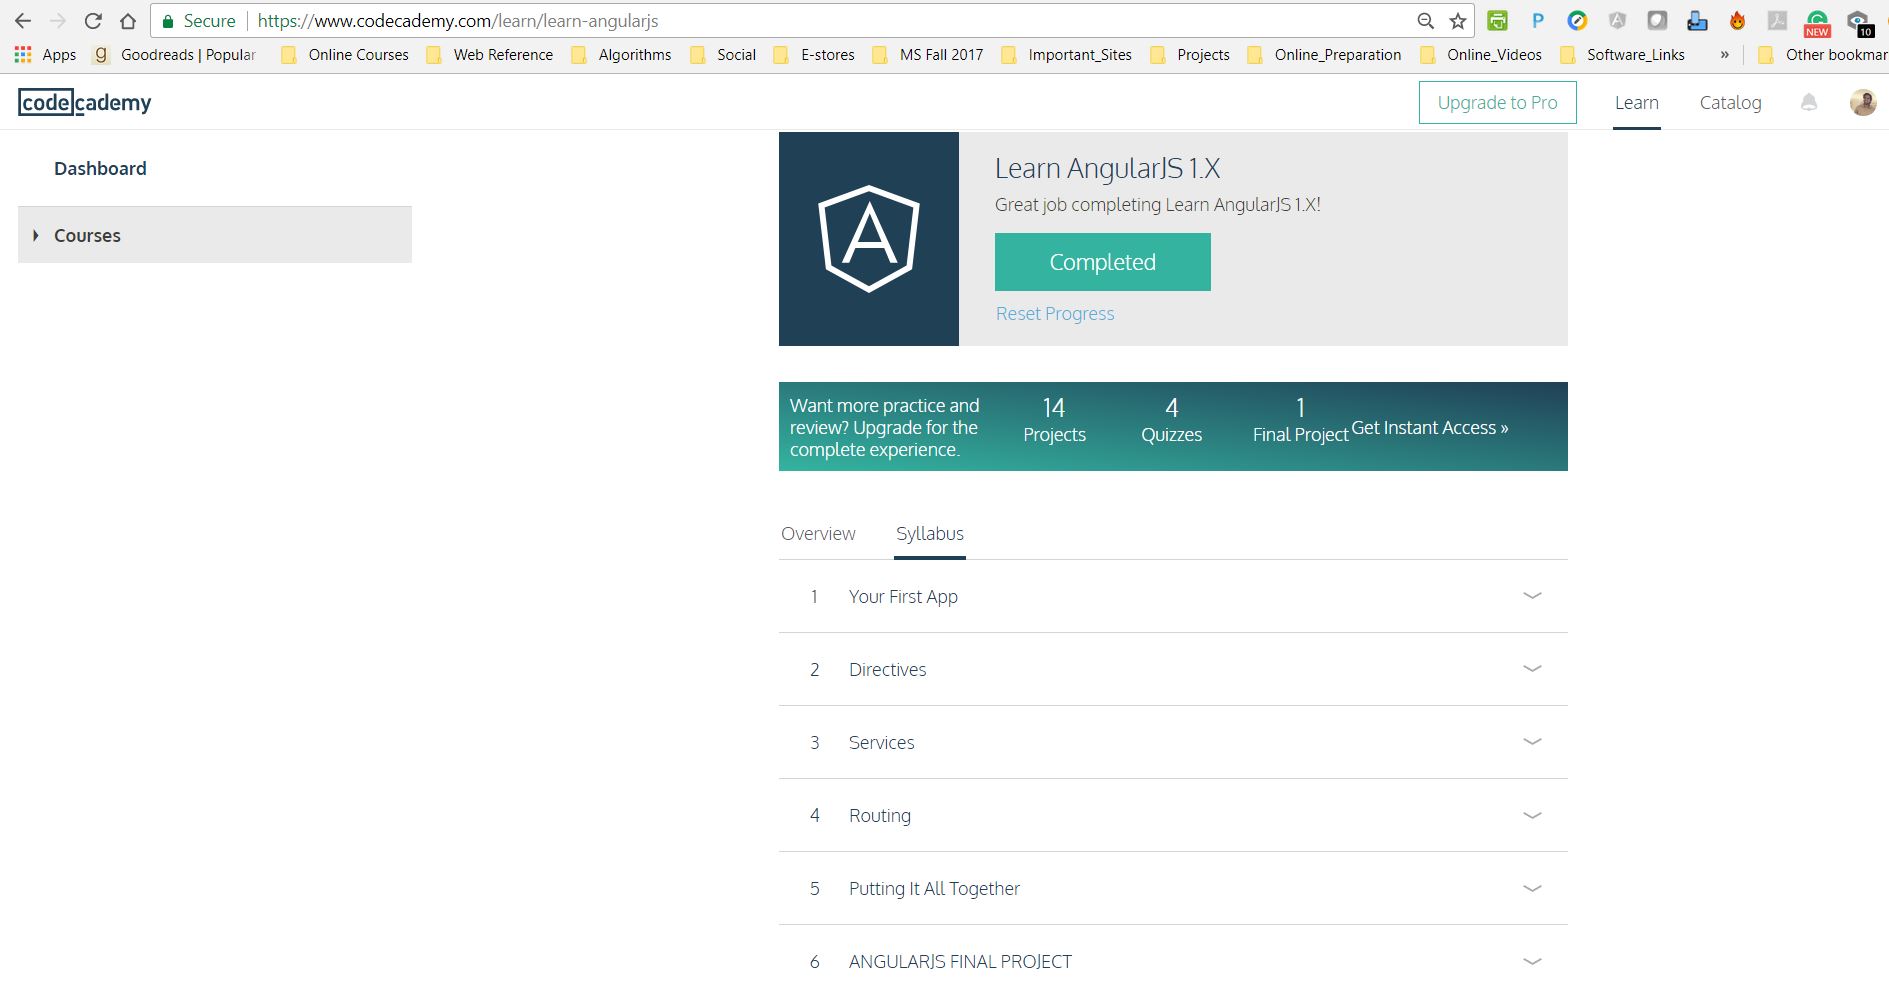 Secure https://www.codecademy.com/learn/learn-angularjs
P
NEW
10
Apps g Goodreads | Popular Online Courses Web Reference Algorithms Social E-stores MS Fall 2017 Important_Sites Projects Online_Preparation Online_Videos Software_Links » Other bookmar
codecademy
Upgrade to Pro Learn Catalog
Dashboard
Courses
Learn AngularJS 1.X
Great job completing Learn AngularJS 1.X!
Completed
Reset Progress
Want more practice and
review? Upgrade for the
complete experience.
14
Projects
4
Quizzes
1
Final Project
Get Instant Access »
Overview Syllabus
1 Your First App
2 Directives
3 Services
4 Routing
5 Putting It All Together
6 ANGULARJS FINAL PROJECT